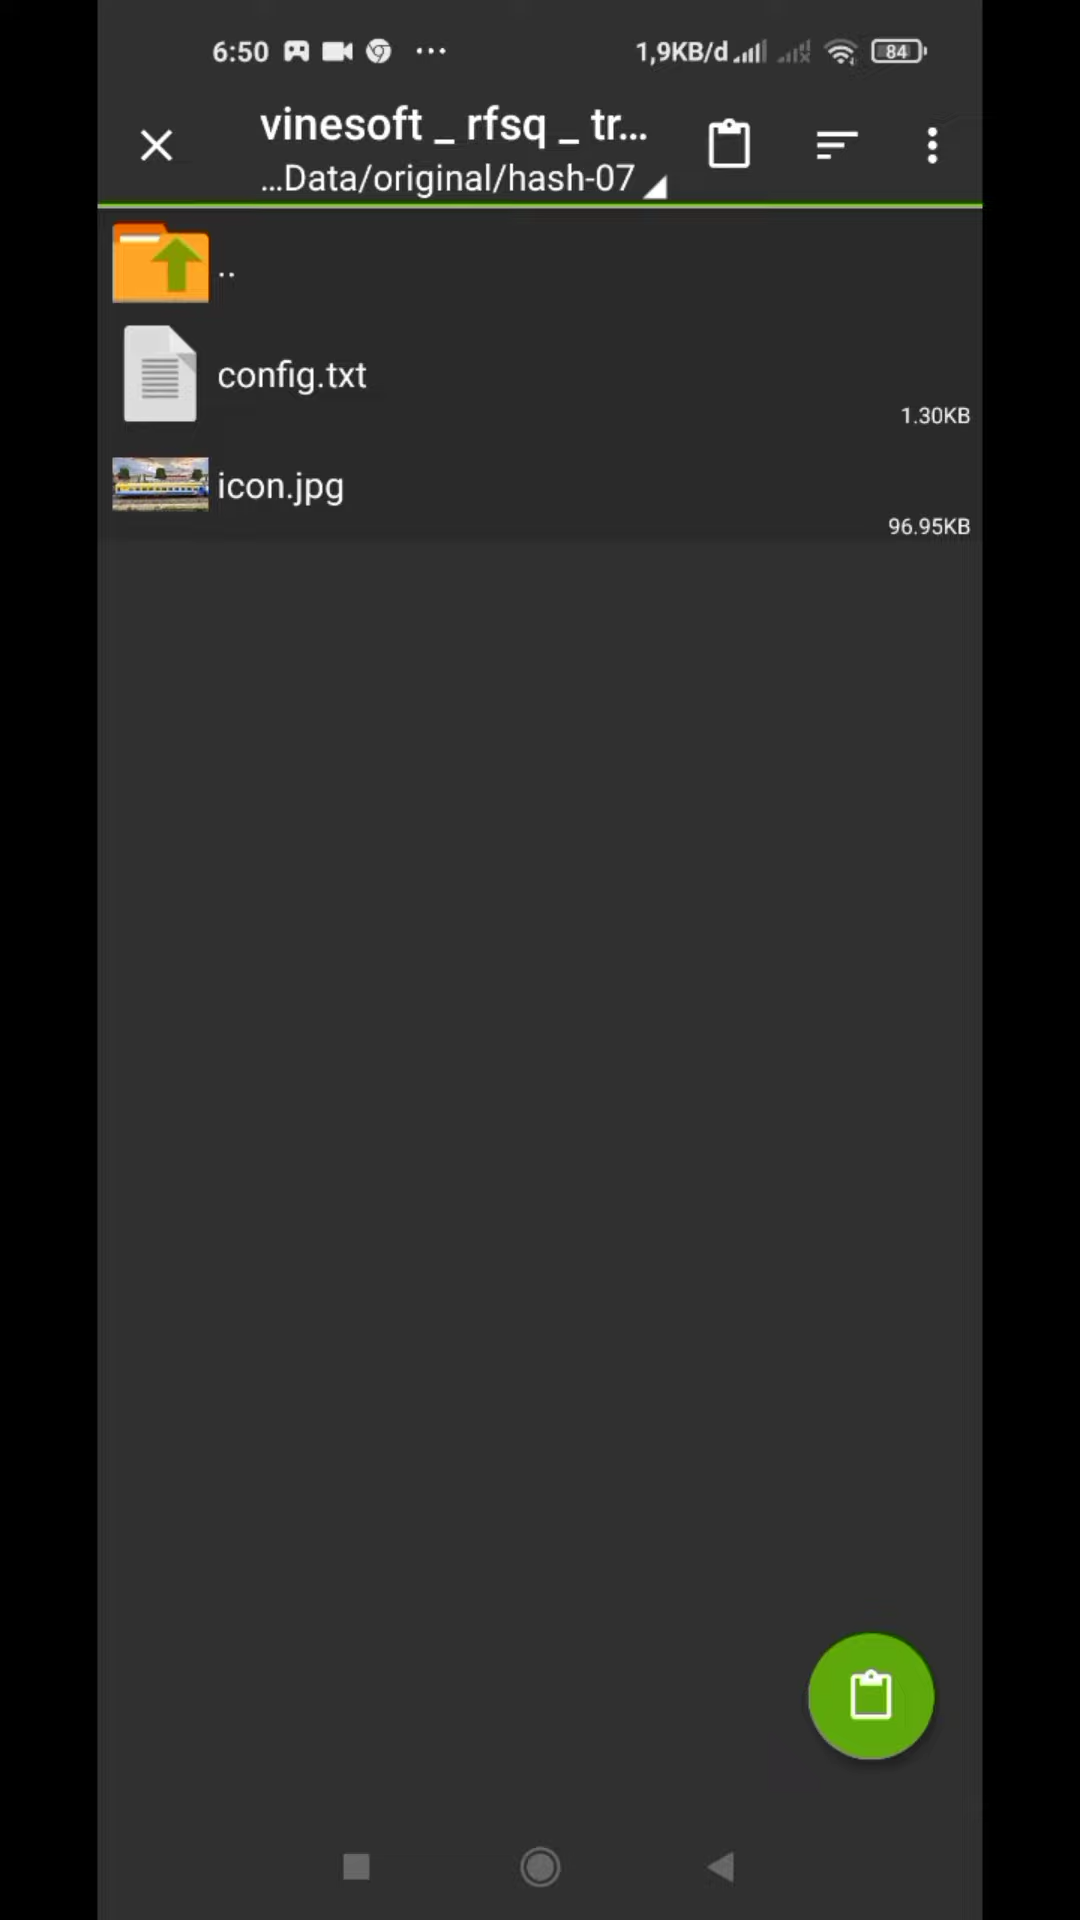 6:50 ... 1,9KB/d 84
vinesoft _ rfsq _ tr...
...Data/original/hash-07
..
config.txt
1.30KB
icon.jpg
96.95KB